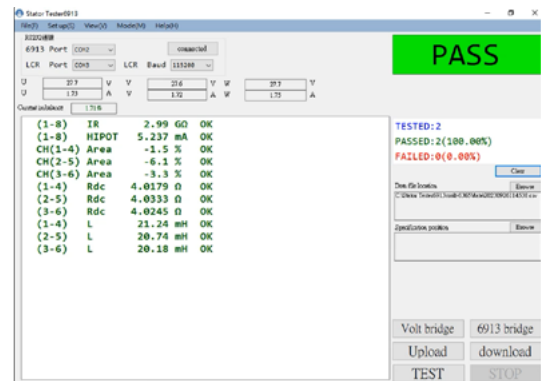 Stator Tester6913
File(F) Set up(S) View(V) Mode(M) Help(H)
6913 Port COM2 connected
LCR Port COM3 LCR Baud 115200
U 27.7 V V 27.6 V W 27.7 V
U 1.73 A V 1.72 A W 1.73 A
PASS
(1-8) IR 2.99 GΩ OK
(1-8) HIPOT 5.237 mA OK
CH(1-4) Area -1.5 % OK
CH(2-5) Area -6.1 % OK
CH(3-6) Area -3.3 % OK
(1-4) Rdc 4.0179 Ω OK
(2-5) Rdc 4.0333 Ω OK
(3-6) Rdc 4.0245 Ω OK
(1-4) L 21.24 mH OK
(2-5) L 20.74 mH OK
(3-6) L 20.18 mH OK
TESTED:2
PASSED:2(100.00%)
FAILED:0(0.00%)
Clear
Data file location Browse
Specification position Browse
Volt bridge 6913 bridge
Upload download
TEST STOP